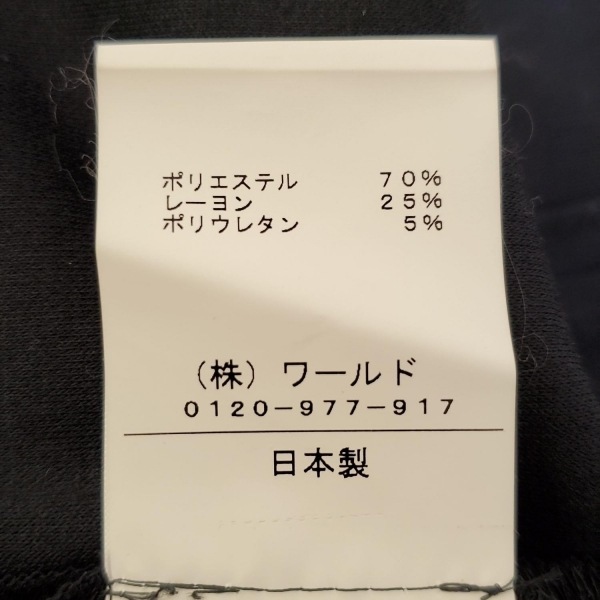 ポリエステル　７０％
レーヨン　２５％
ポリウレタン　５％
（株）ワールド
０１２０−９７７−９１７
日本製